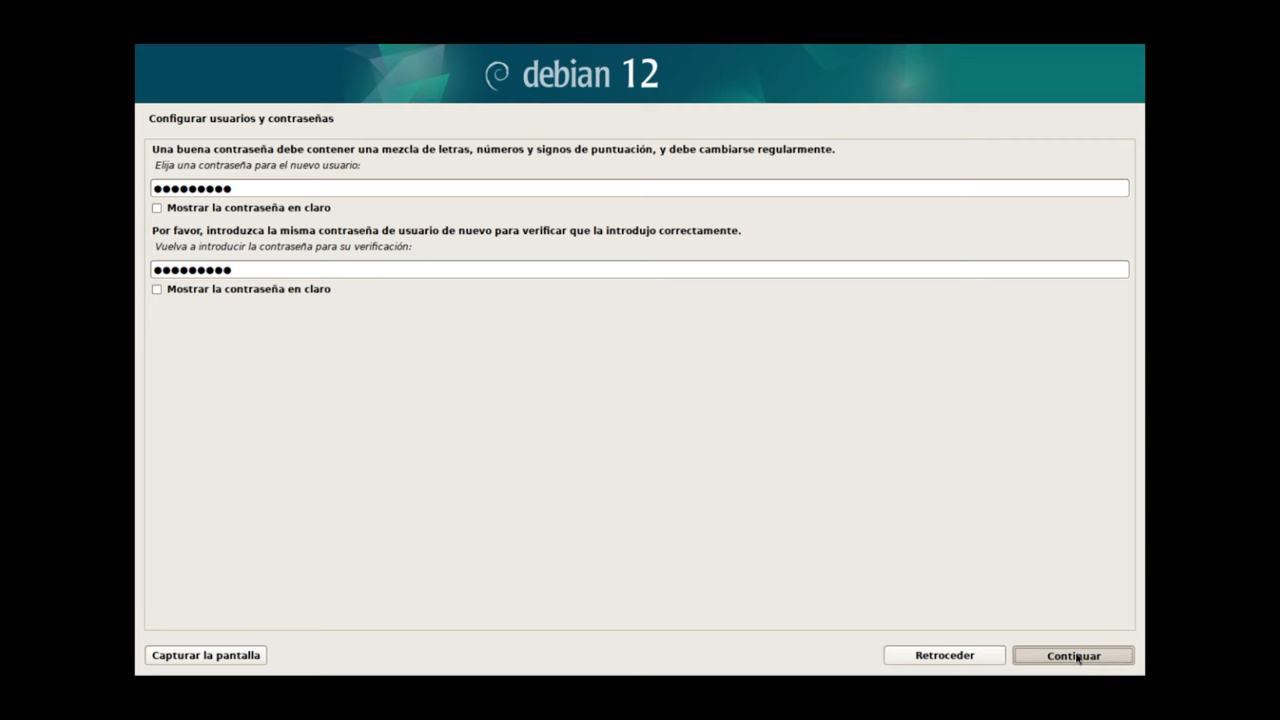 debian 12
Configurar usuarios y contraseñas
Una buena contraseña debe contener una mezcla de letras, números y signos de puntuación, y debe cambiarse regularmente.
Elija una contraseña para el nuevo usuario:
●●●●●●●●●
Mostrar la contraseña en claro
Por favor, introduzca la misma contraseña de usuario de nuevo para verificar que la introdujo correctamente.
Vuelva a introducir la contraseña para su verificación:
●●●●●●●●●
Mostrar la contraseña en claro
Capturar la pantalla
Retroceder
Continuar